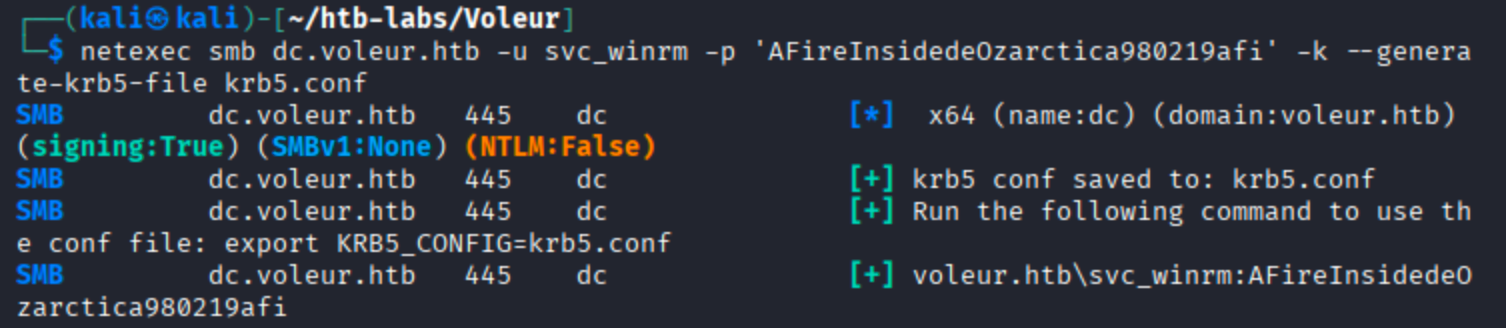 ┌──(kali㉿kali)-[~/htb-labs/Voleur]
└─$ netexec smb dc.voleur.htb -u svc_winrm -p 'AFireInsidedeOzarctica980219afi' -k --genera
te-krb5-file krb5.conf
SMB         dc.voleur.htb   445    dc               [*]  x64 (name:dc) (domain:voleur.htb)
(signing:True) (SMBv1:None) (NTLM:False)
SMB         dc.voleur.htb   445    dc               [+] krb5 conf saved to: krb5.conf
SMB         dc.voleur.htb   445    dc               [+] Run the following command to use th
e conf file: export KRB5_CONFIG=krb5.conf
SMB         dc.voleur.htb   445    dc               [+] voleur.htb\svc_winrm:AFireInsidedeO
zarctica980219afi